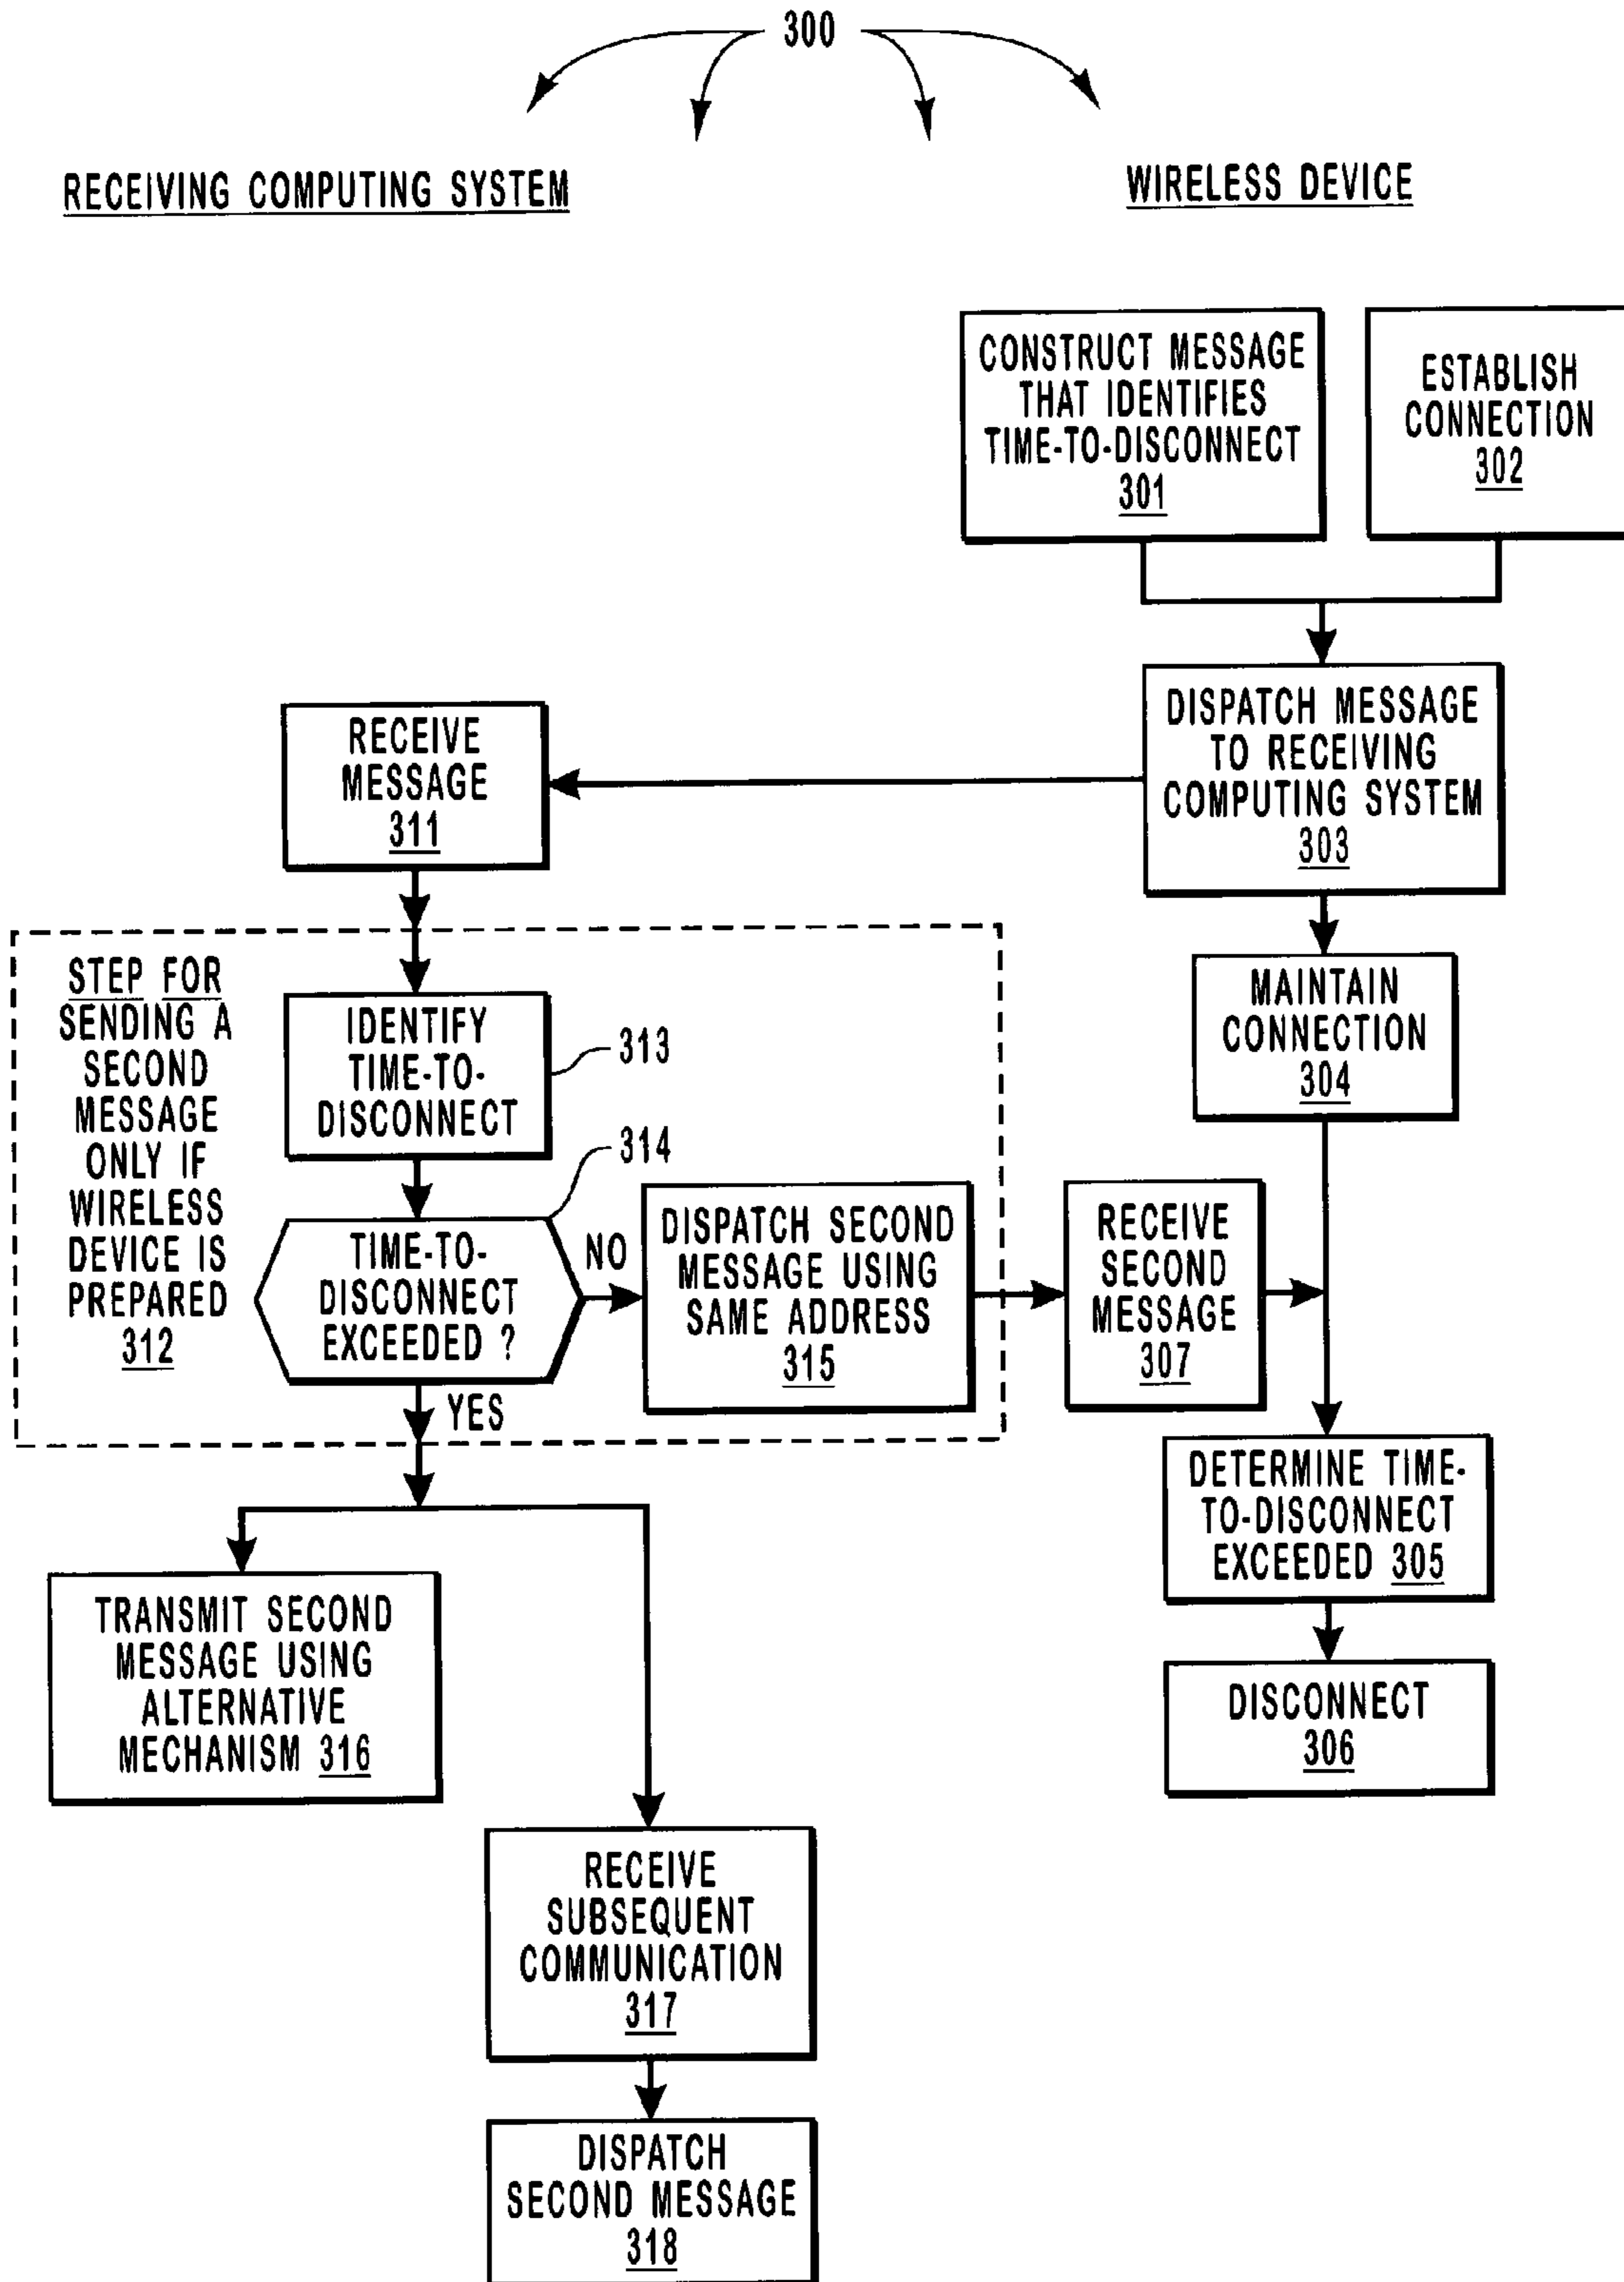 300
RECEIVING COMPUTING SYSTEM
WIRELESS DEVICE
CONSTRUCT MESSAGE
THAT IDENTIFIES
TIME-TO-DISCONNECT
301
ESTABLISH
CONNECTION
302
DISPATCH MESSAGE
TO RECEIVING
COMPUTING SYSTEM
303
RECEIVE
MESSAGE
311
MAINTAIN
CONNECTION
304
STEP FOR
SENDING A
SECOND
MESSAGE
ONLY IF
WIRELESS
DEVICE IS
PREPARED
312
IDENTIFY
TIME-TO-
DISCONNECT
313
314
TIME-TO-
DISCONNECT
EXCEEDED ?
NO
YES
DISPATCH SECOND
MESSAGE USING
SAME ADDRESS
315
RECEIVE
SECOND
MESSAGE
307
DETERMINE TIME-
TO-DISCONNECT
EXCEEDED 305
DISCONNECT
306
TRANSMIT SECOND
MESSAGE USING
ALTERNATIVE
MECHANISM 316
RECEIVE
SUBSEQUENT
COMMUNICATION
317
DISPATCH
SECOND MESSAGE
318